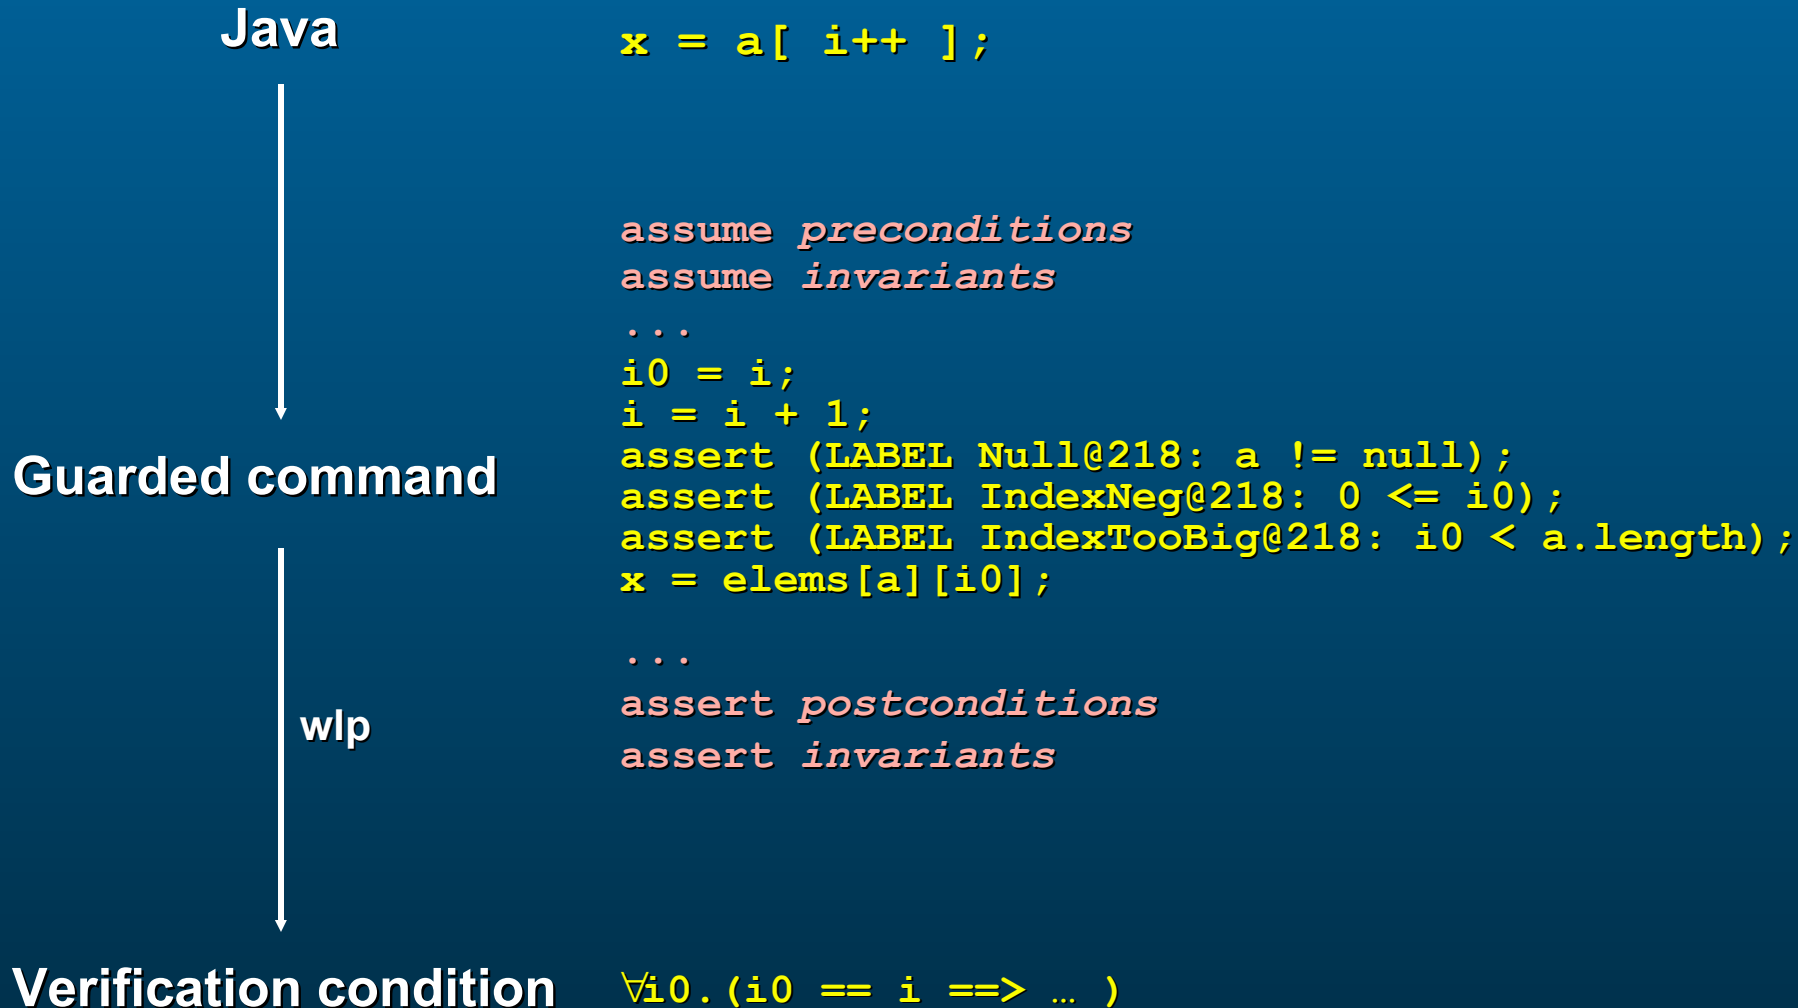 Java
x = a[ i++ ];
assume preconditions
assume invariants
...
i0 = i;
i = i + 1;
assert (LABEL Null@218: a != null);
Guarded command
assert (LABEL IndexNeg@218: 0 <= i0);
assert (LABEL IndexTooBig@218: i0 < a.length);
x = elems[a][i0];
...
assert postconditions
wlp
assert invariants
Verification condition
∀i0.(i0 == i ==> … )